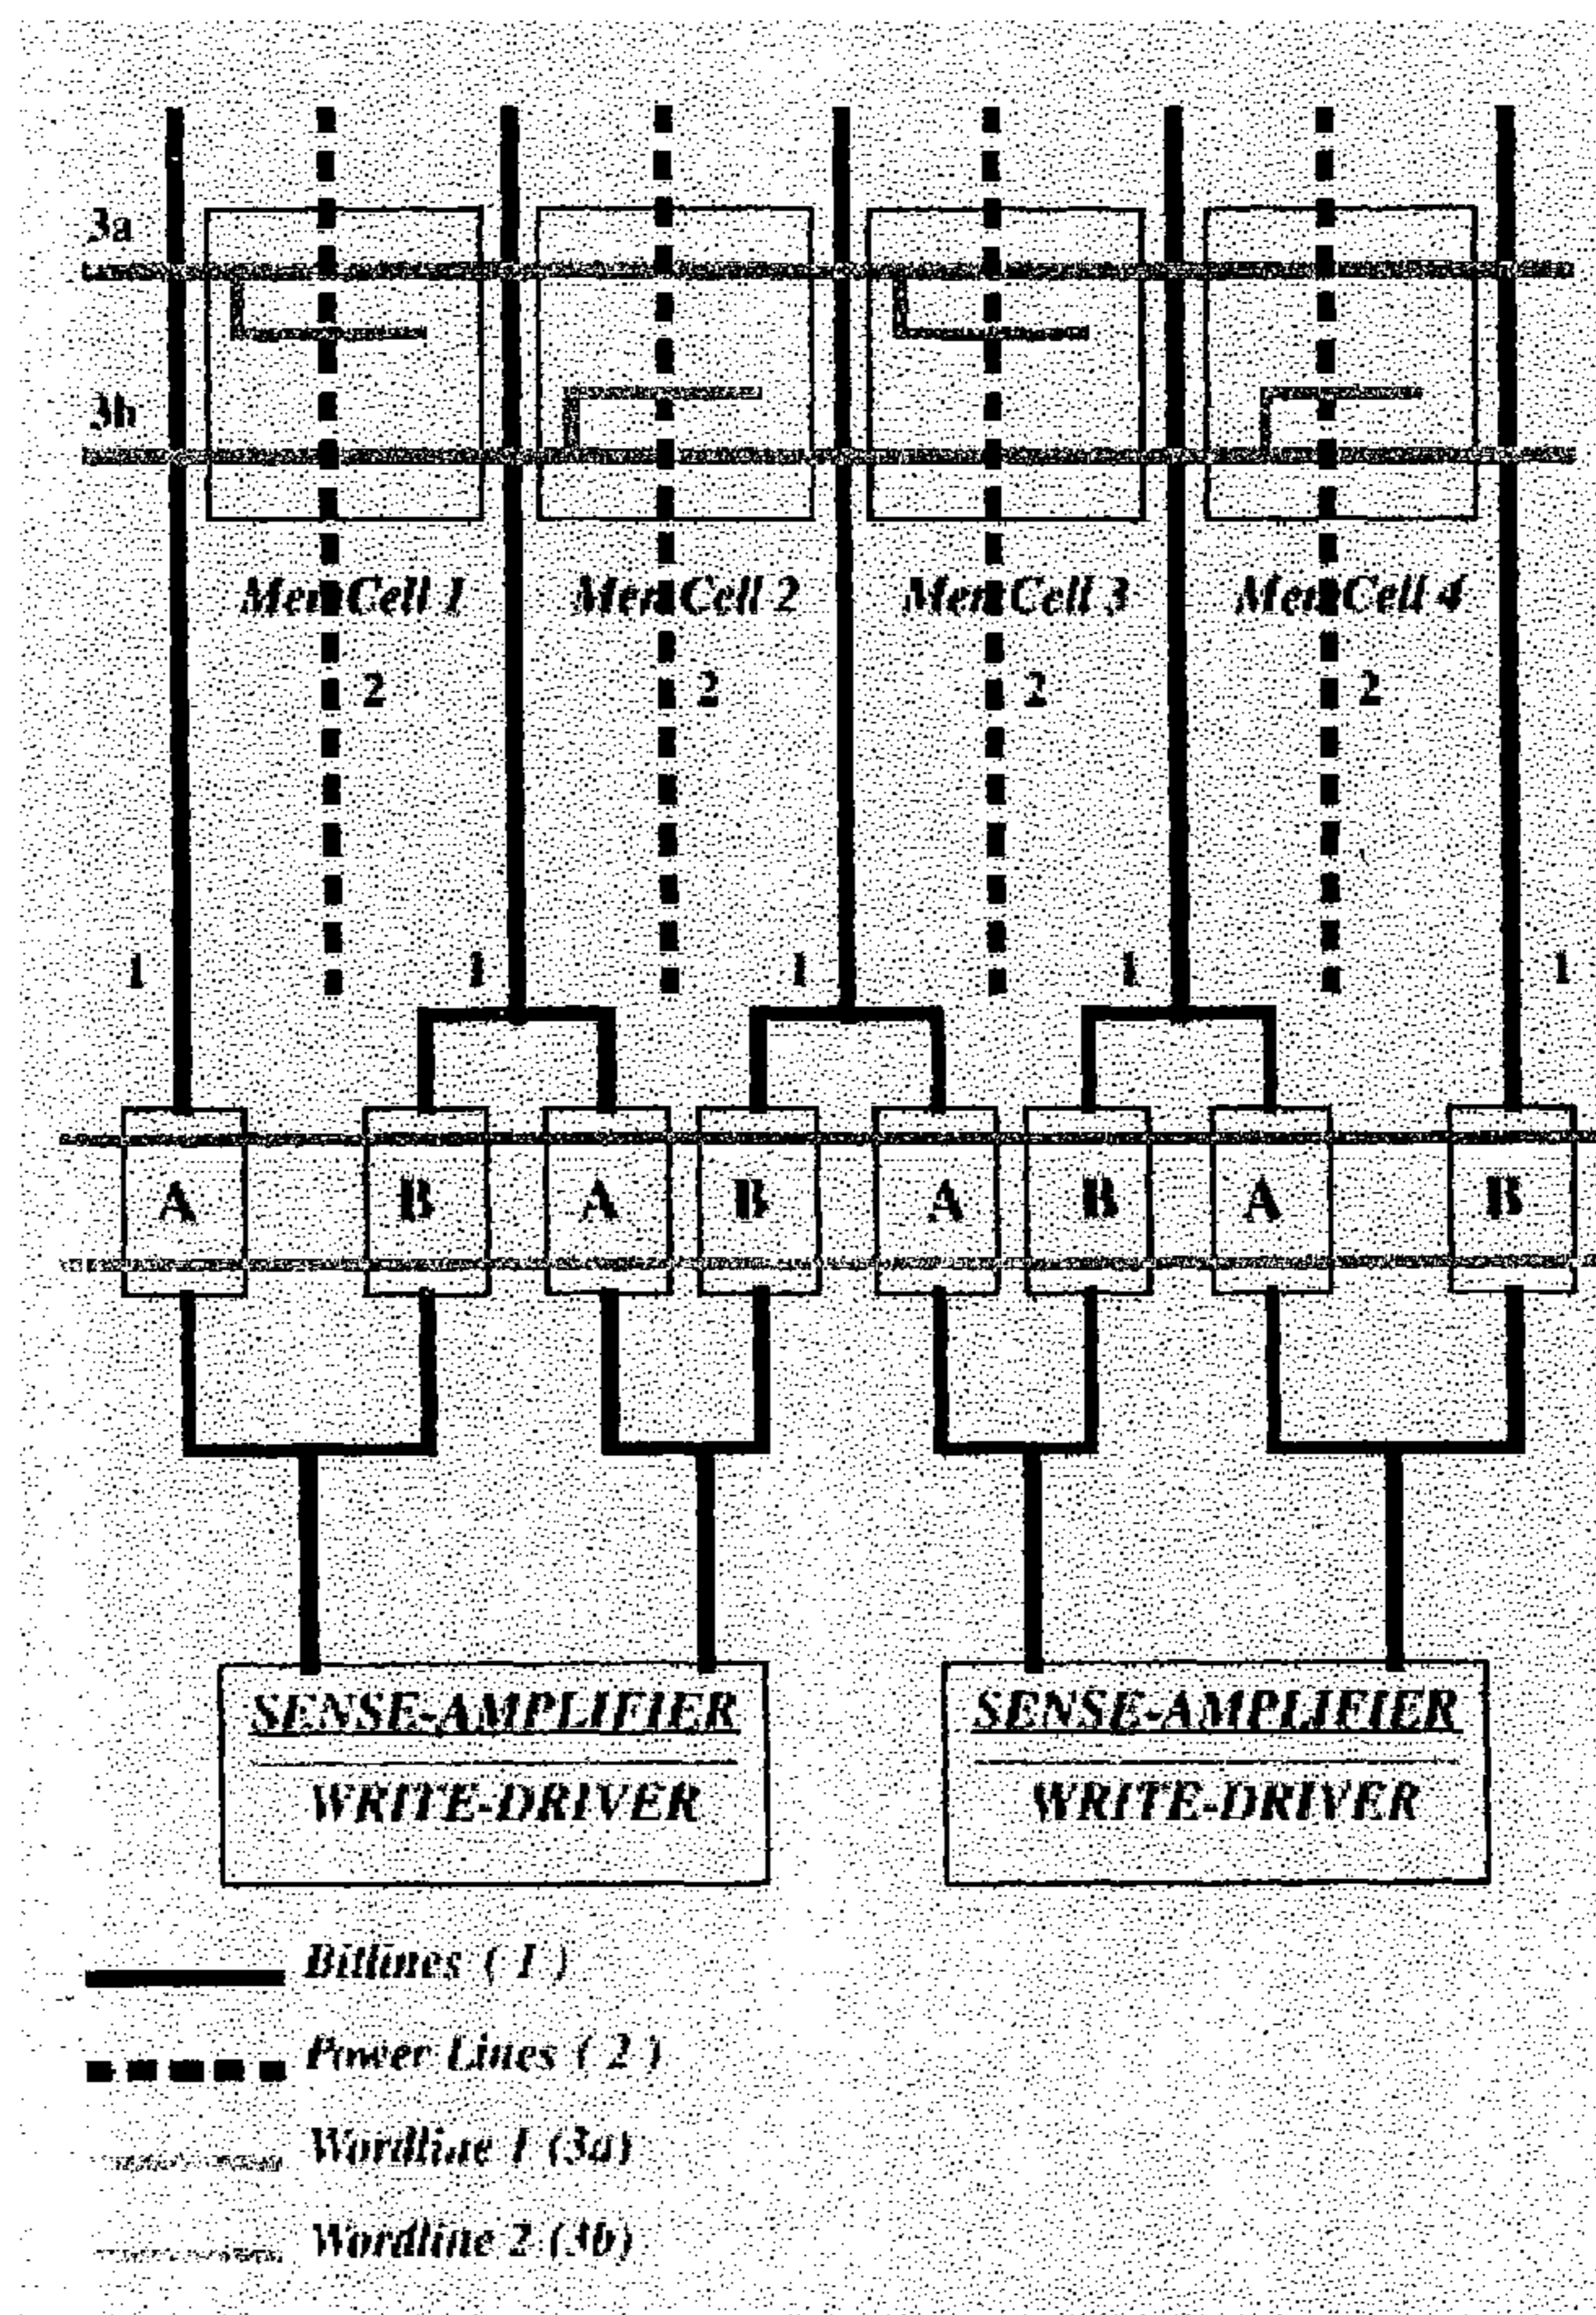 3a
3b
MemCell 1 MemCell 2 MemCell 3 MemCell 4
2 2 2 2
1 1 1 1 1
A B A B A B A B
SENSE-AMPLIFIER SENSE-AMPLIFIER
WRITE-DRIVER WRITE-DRIVER
Bitlines ( 1 )
Power Lines ( 2 )
Wordline 1 (3a)
Wordline 2 (3b)